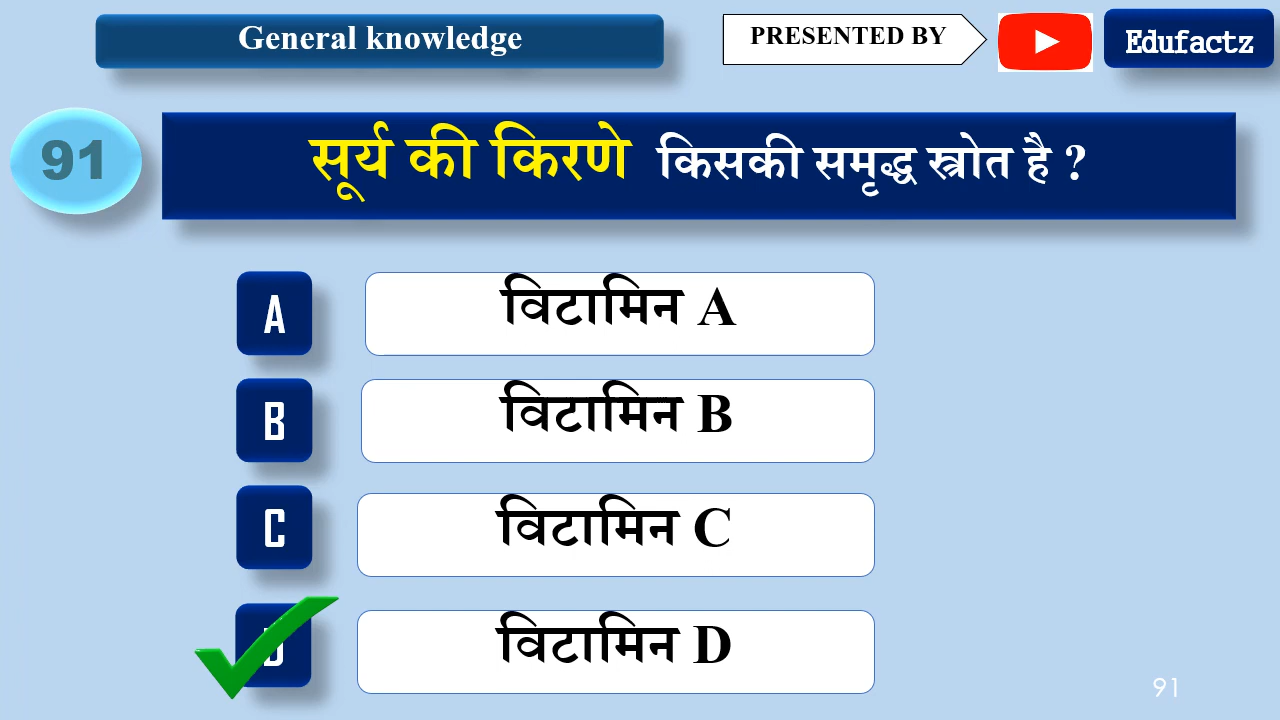 General knowledge
PRESENTED BY
Edufactz
91
सूर्य की किरणे किसकी समृद्ध स्त्रोत है ?
A
विटामिन A
B
विटामिन B
C
विटामिन C
D
विटामिन D
91